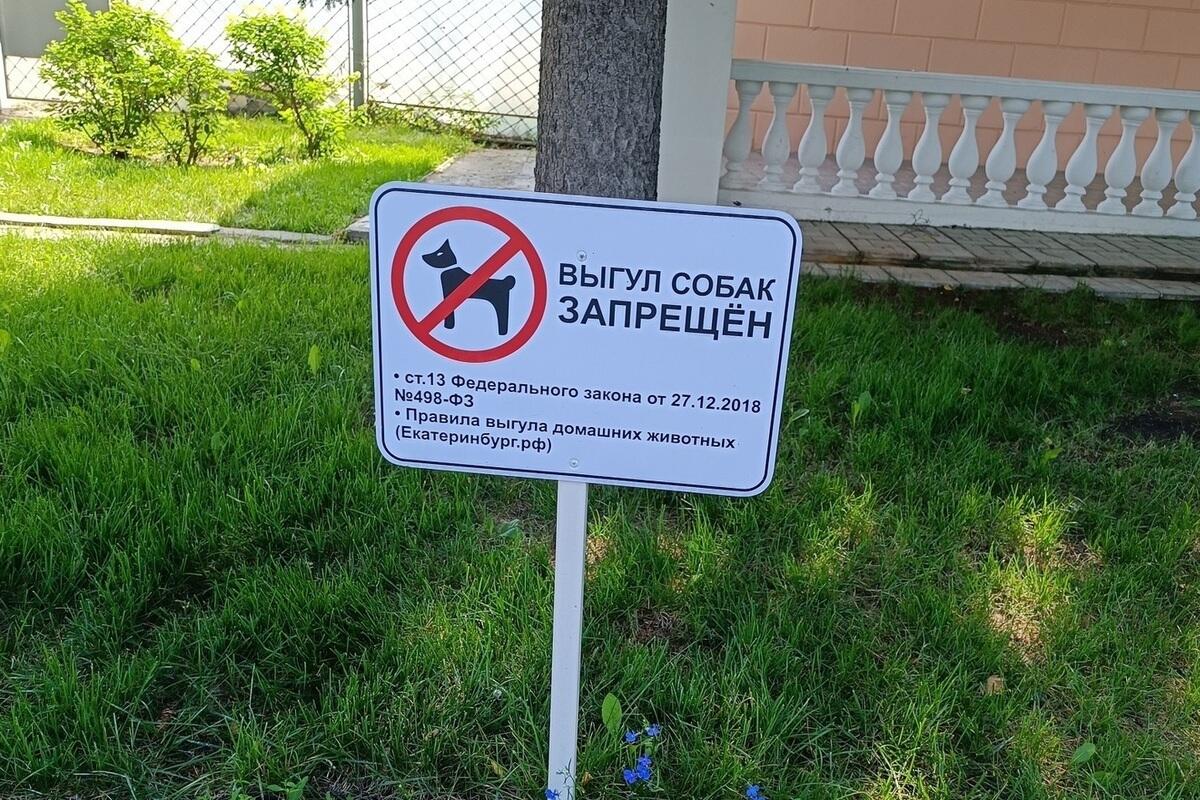 ВЫГУЛ СОБАК
ЗАПРЕЩЁН
• ст.13 Федерального закона от 27.12.2018
№498-ФЗ
• Правила выгула домашних животных
(Екатеринбург.рф)